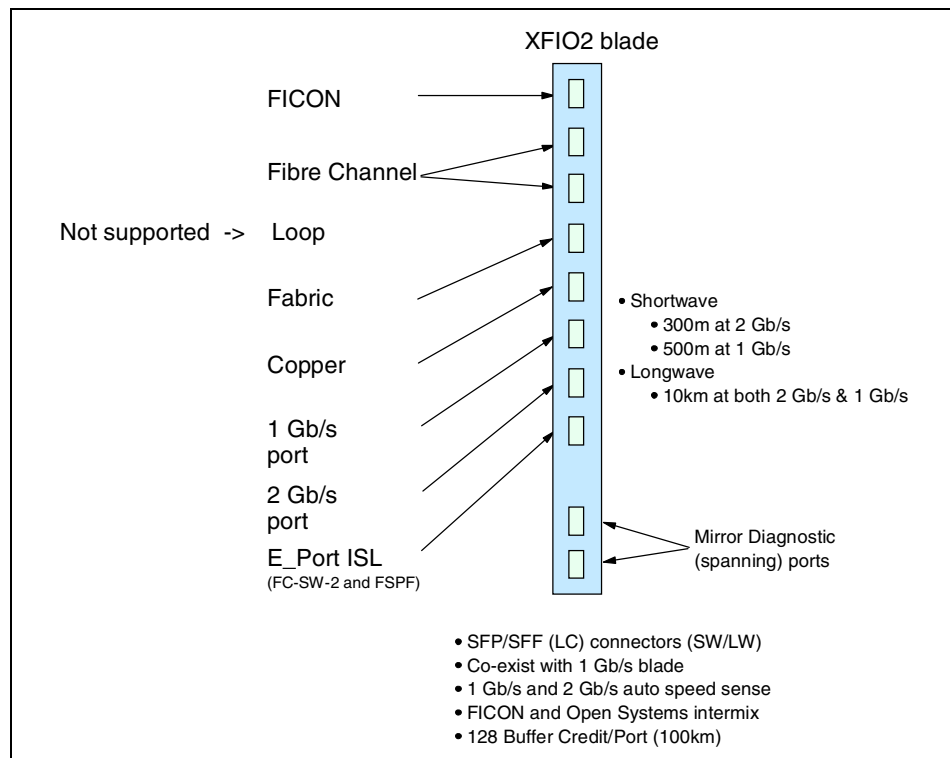 XFIO2 blade
FICON
Fibre Channel
Not supported -> Loop
Fabric
Copper
1 Gb/s
port
2 Gb/s
port
E_Port ISL
(FC-SW-2 and FSPF)
• Shortwave
• 300m at 2 Gb/s
• 500m at 1 Gb/s
• Longwave
• 10km at both 2 Gb/s & 1 Gb/s
Mirror Diagnostic
(spanning) ports
• SFP/SFF (LC) connectors (SW/LW)
• Co-exist with 1 Gb/s blade
• 1 Gb/s and 2 Gb/s auto speed sense
• FICON and Open Systems intermix
• 128 Buffer Credit/Port (100km)